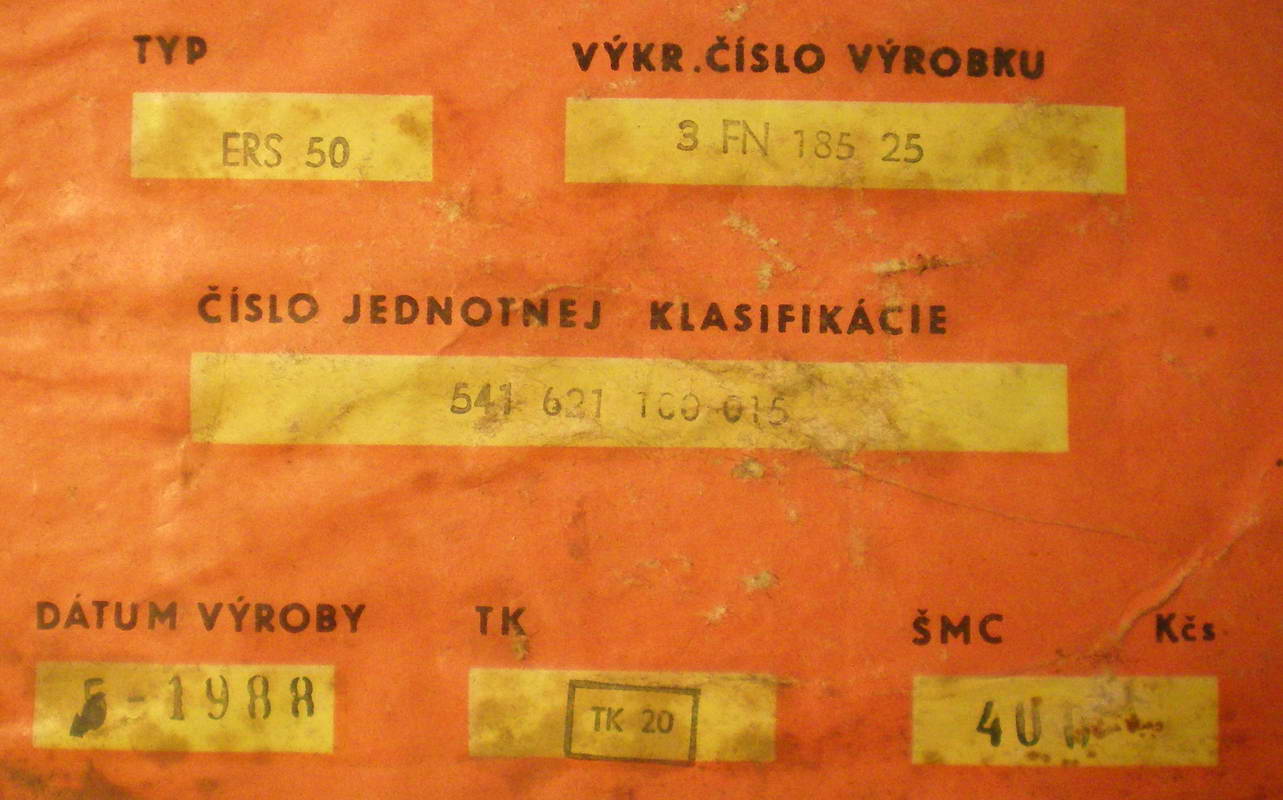 TYP
VÝKR.ČÍSLO VÝROBKU
ERS 50
3 FN 185 25
ČÍSLO JEDNOTNEJ KLASIFIKÁCIE
541 621 100 015
DÁTUM VÝROBY
TK
ŠMC Kčs
5-1988
TK 20